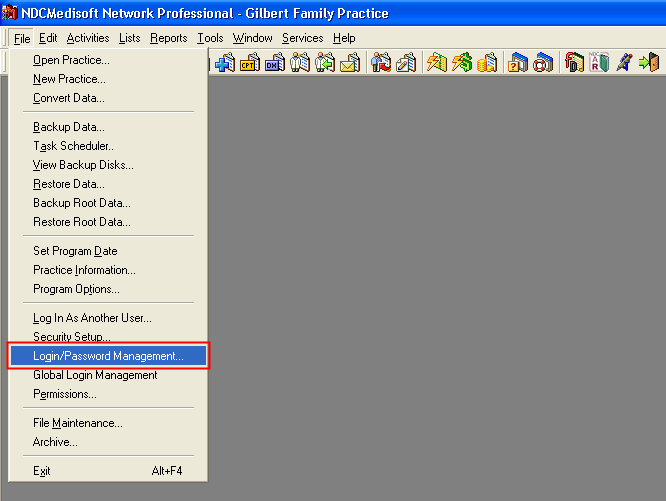 NDCMedisoft Network Professional - Gilbert Family Practice
File Edit Activities Lists Reports Tools Window Services Help
Open Practice...
New Practice...
Convert Data...
Backup Data...
Task Scheduler..
View Backup Disks...
Restore Data...
Backup Root Data...
Restore Root Data...
Set Program Date
Practice Information...
Program Options...
Log In As Another User...
Security Setup...
Login/Password Management...
Global Login Management
Permissions...
File Maintenance...
Archive...
Exit Alt+F4
CPT DX NDC A R